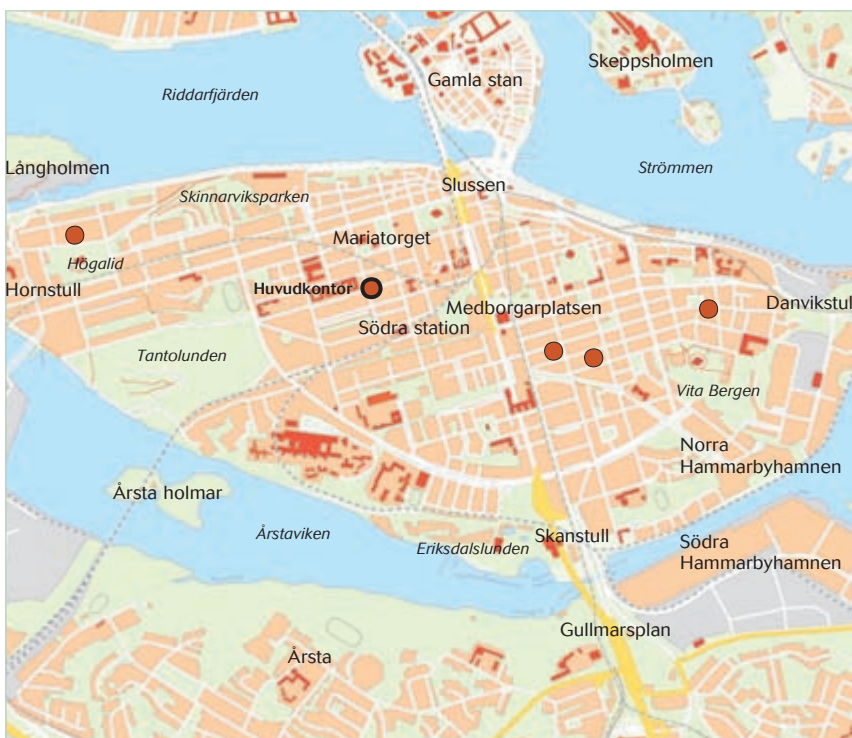 Skeppsholmen
Gamla stan
Riddarfjärden
Långholmen
Strömmen
Slussen
Skinnarviksparken
Mariatorget
Högalid
Hornstull
Huvudkontor
Medborgarplatsen
Danvikstul
Södra station
Tantolunden
Vita Bergen
Norra
Hammarbyhamnen
Årsta holmar
Årstaviken
Eriksdalslunden
Skanstull
Södra
Hammarbyhamnen
Gullmarsplan
Årsta